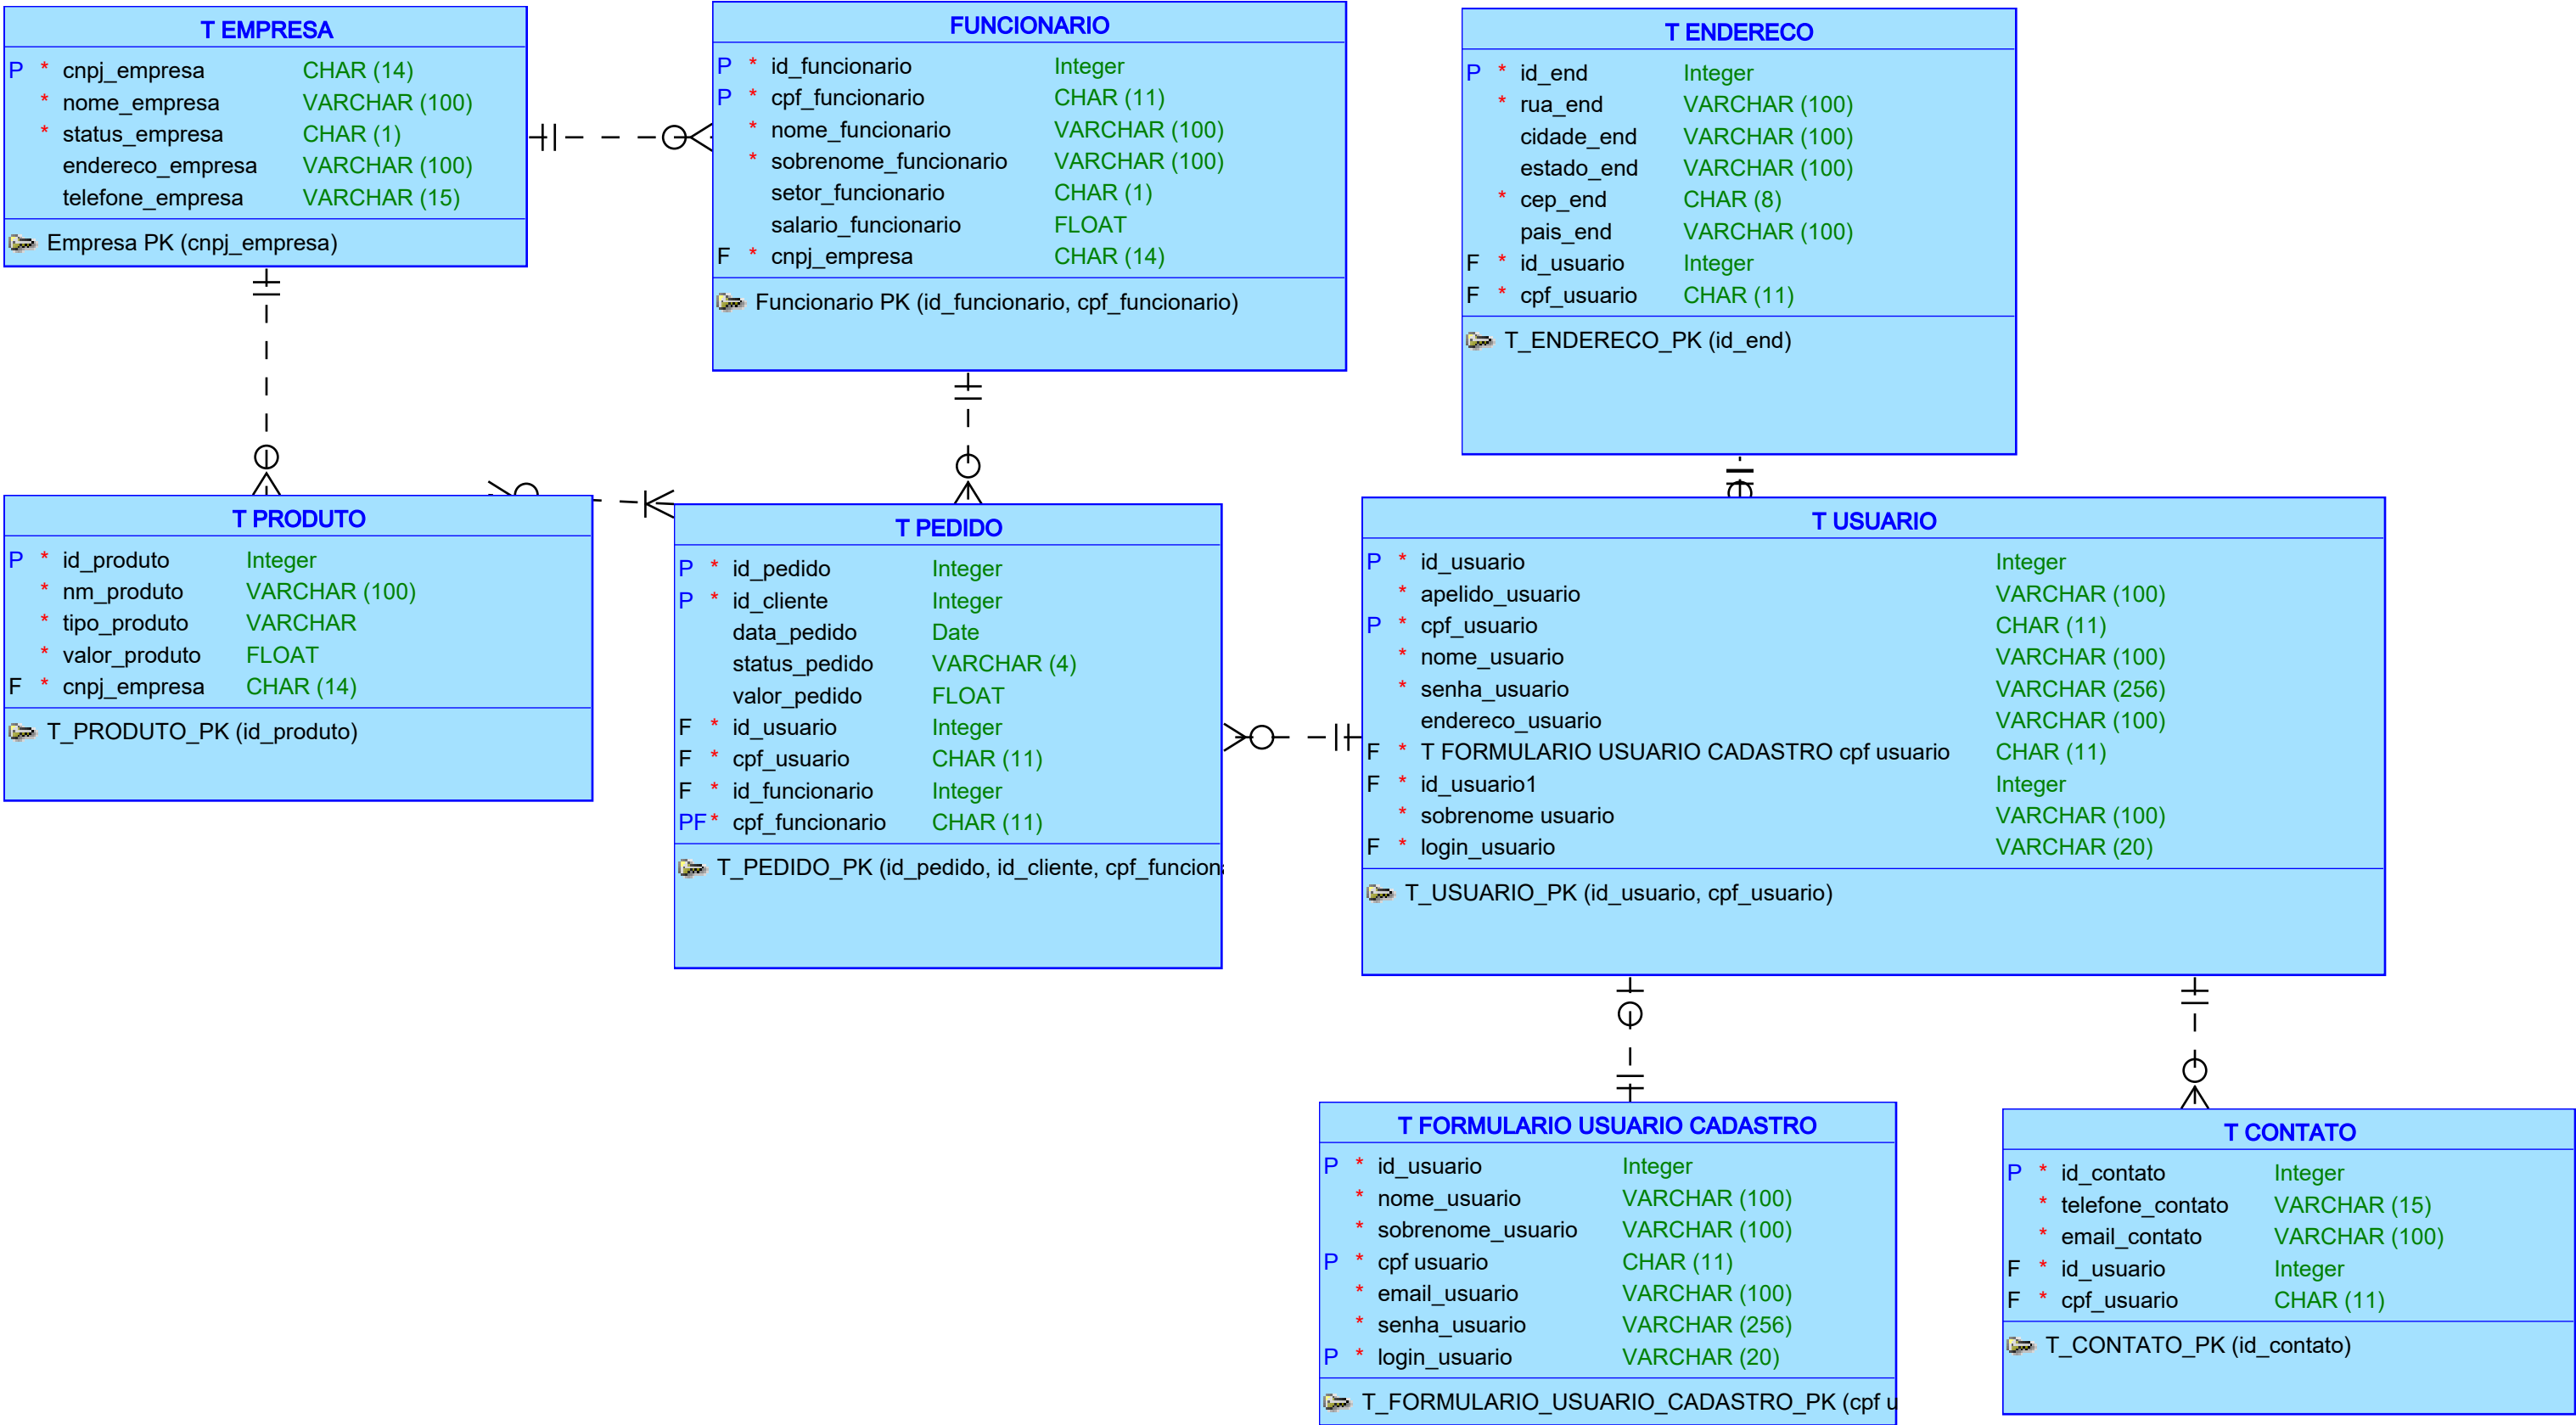 T EMPRESA
P * cnpj_empresa CHAR (14)
* nome_empresa VARCHAR (100)
* status_empresa CHAR (1)
endereco_empresa VARCHAR (100)
telefone_empresa VARCHAR (15)
Empresa PK (cnpj_empresa)
FUNCIONARIO
P * id_funcionario Integer
P * cpf_funcionario CHAR (11)
* nome_funcionario VARCHAR (100)
* sobrenome_funcionario VARCHAR (100)
setor_funcionario CHAR (1)
salario_funcionario FLOAT
F * cnpj_empresa CHAR (14)
Funcionario PK (id_funcionario, cpf_funcionario)
T ENDERECO
P * id_end Integer
* rua_end VARCHAR (100)
cidade_end VARCHAR (100)
estado_end VARCHAR (100)
* cep_end CHAR (8)
pais_end VARCHAR (100)
F * id_usuario Integer
F * cpf_usuario CHAR (11)
T_ENDERECO_PK (id_end)
T PRODUTO
P * id_produto Integer
* nm_produto VARCHAR (100)
* tipo_produto VARCHAR
* valor_produto FLOAT
F * cnpj_empresa CHAR (14)
T_PRODUTO_PK (id_produto)
T PEDIDO
P * id_pedido Integer
P * id_cliente Integer
data_pedido Date
status_pedido VARCHAR (4)
valor_pedido FLOAT
F * id_usuario Integer
F * cpf_usuario CHAR (11)
F * id_funcionario Integer
PF * cpf_funcionario CHAR (11)
T_PEDIDO_PK (id_pedido, id_cliente, cpf_funcion
T USUARIO
P * id_usuario Integer
* apelido_usuario VARCHAR (100)
P * cpf_usuario CHAR (11)
* nome_usuario VARCHAR (100)
* senha_usuario VARCHAR (256)
endereco_usuario VARCHAR (100)
F * T FORMULARIO USUARIO CADASTRO cpf usuario CHAR (11)
F * id_usuario1 Integer
* sobrenome usuario VARCHAR (100)
F * login_usuario VARCHAR (20)
T_USUARIO_PK (id_usuario, cpf_usuario)
T FORMULARIO USUARIO CADASTRO
P * id_usuario Integer
* nome_usuario VARCHAR (100)
* sobrenome_usuario VARCHAR (100)
P * cpf usuario CHAR (11)
* email_usuario VARCHAR (100)
* senha_usuario VARCHAR (256)
P * login_usuario VARCHAR (20)
T_FORMULARIO_USUARIO_CADASTRO_PK (cpf u
T CONTATO
P * id_contato Integer
* telefone_contato VARCHAR (15)
* email_contato VARCHAR (100)
F * id_usuario Integer
F * cpf_usuario CHAR (11)
T_CONTATO_PK (id_contato)